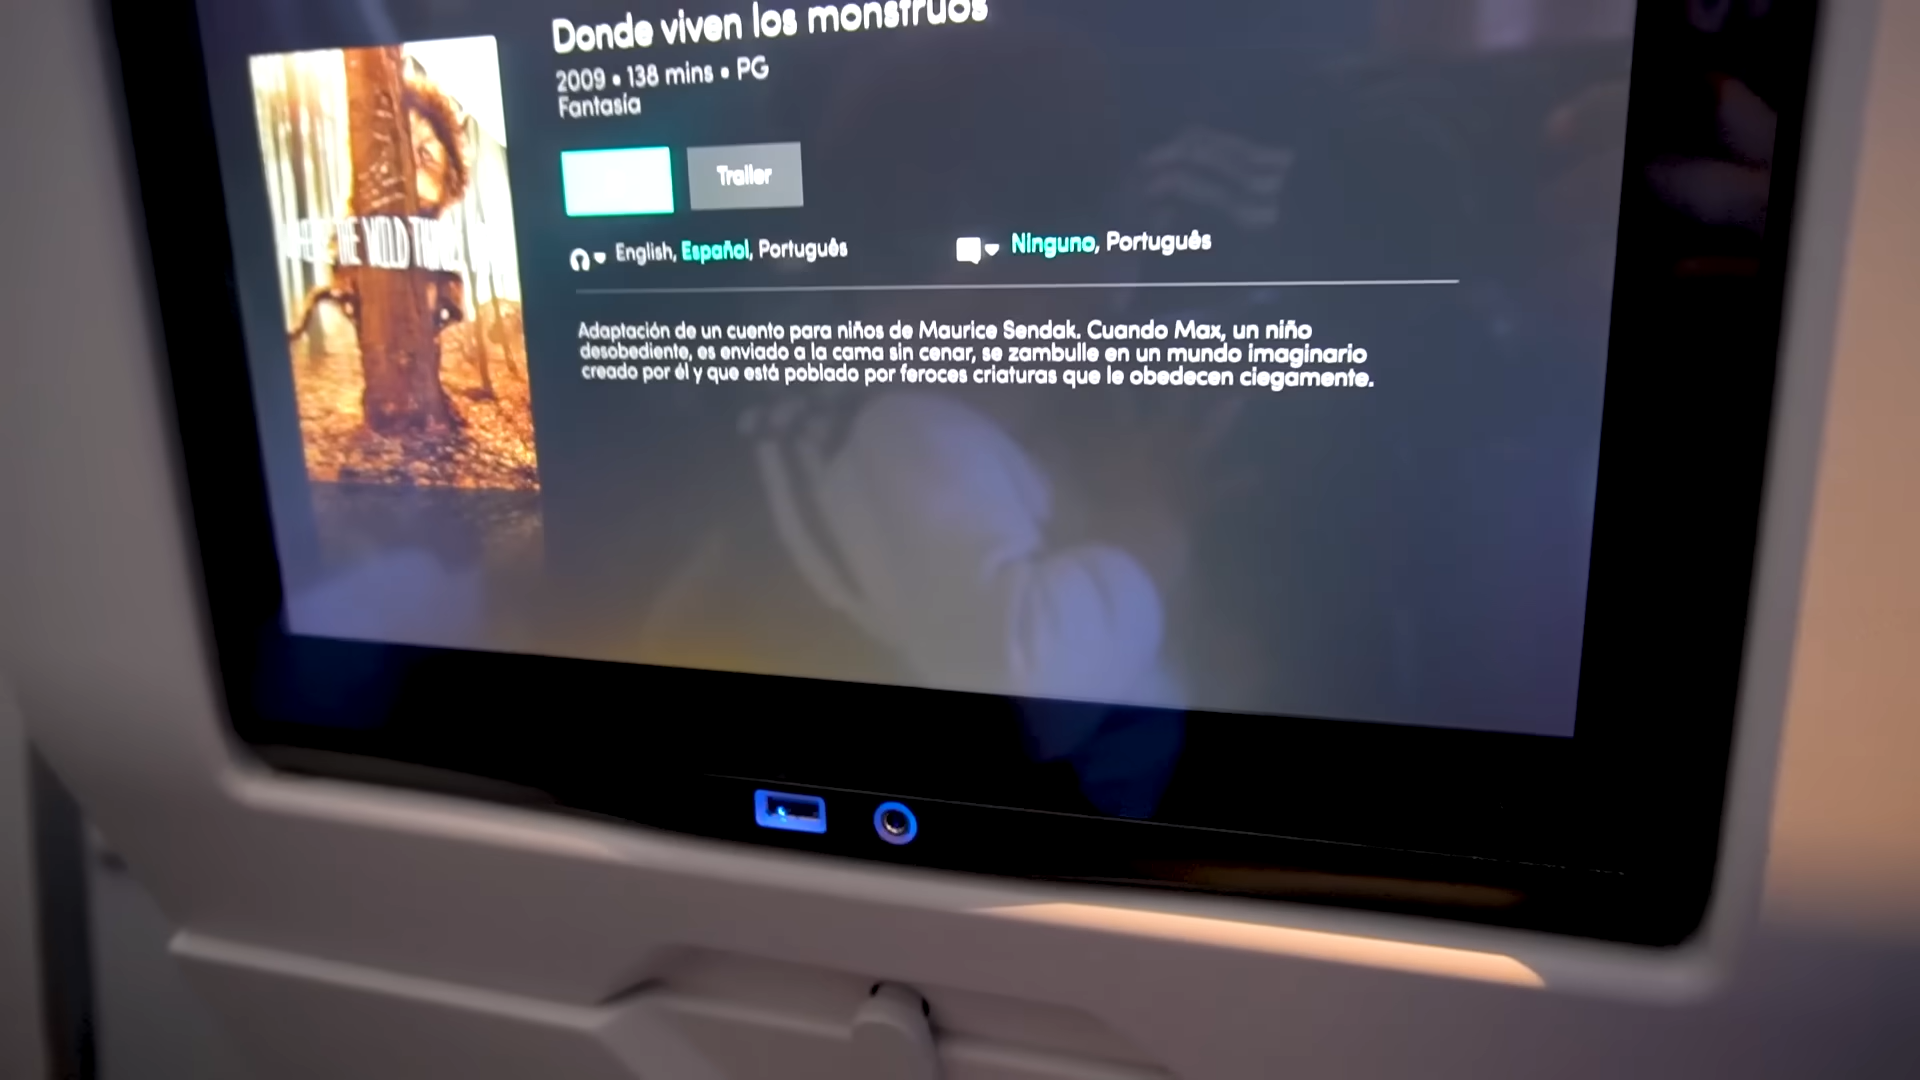 Donde viven los monstruos
2009 • 138 mins • PG
Fantasía
Trailer
English, Español, Português
Ninguno, Português
Adaptación de un cuento para niños de Maurice Sendak. Cuando Max, un niño
desobediente, es enviado a la cama sin cenar, se zambulle en un mundo imaginario
creado por él y que está poblado por feroces criaturas que le obedecen ciegamente.
THE WILD